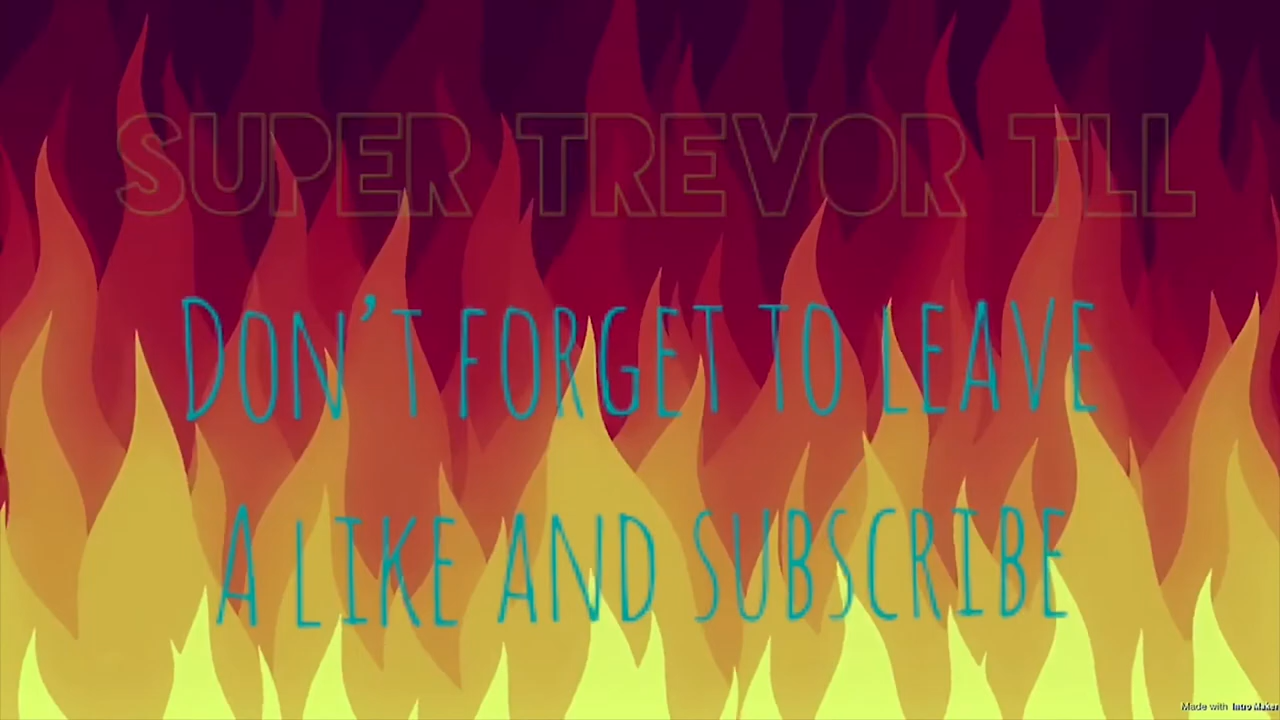 SUPER TREVOR TLL
DON'T FORGET TO LEAVE
A LIKE AND SUBSCRIBE
Made with Intro Maker